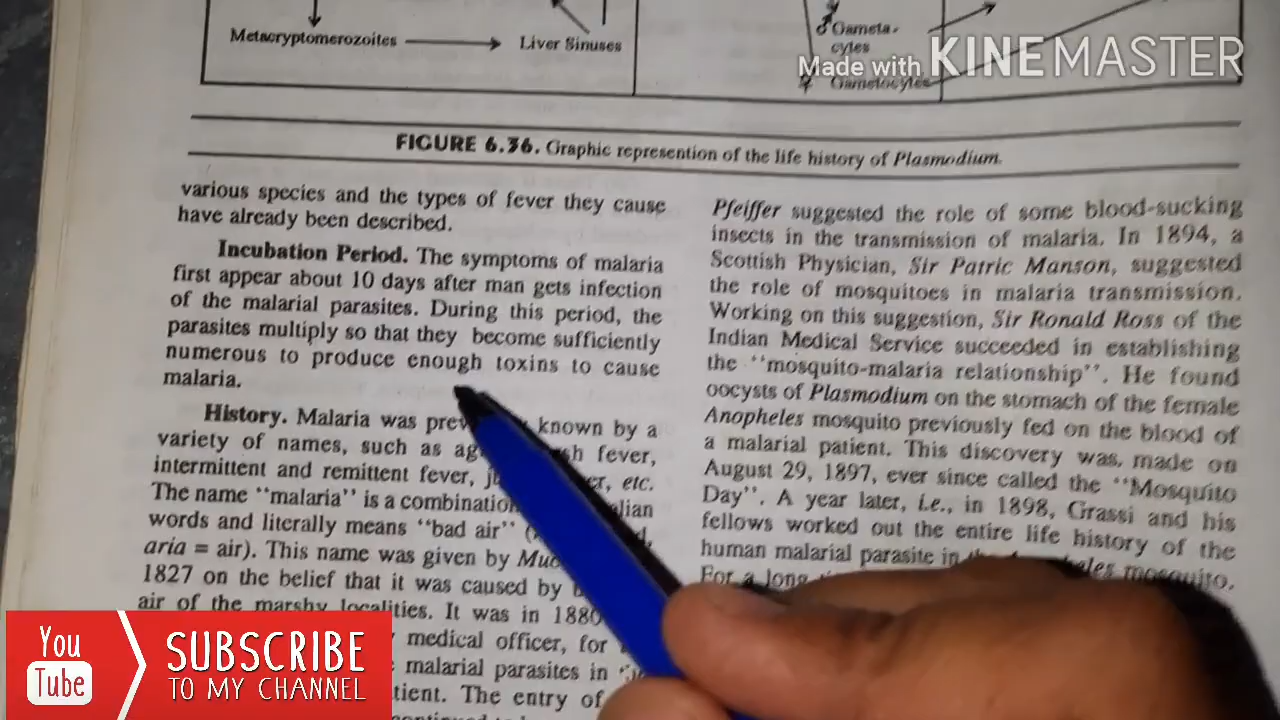 Metacryptomerozoites
Liver Sinuses
♂ Gameta-
cytes
♀ Gametocytes
Made with KINEMASTER
FIGURE 6.36. Graphic represention of the life history of Plasmodium.
various species and the types of fever they cause
have already been described.
Incubation Period. The symptoms of malaria
first appear about 10 days after man gets infection
of the malarial parasites. During this period, the
parasites multiply so that they become sufficiently
numerous to produce enough toxins to cause
malaria.
History. Malaria was known by a
variety of names, such as fever,
intermittent and remittent fever, etc.
The name "malaria" is a
words and literally means "bad air"
aria = air). This name was given by
1827 on the belief that it was caused by
air of the marshy localities. It was in 1880
medical officer, for
malarial parasites in
The entry of
Pfeiffer suggested the role of some blood-sucking
insects in the transmission of malaria. In 1894, a
Scottish Physician, Sir Patric Manson, suggested
the role of mosquitoes in malaria transmission.
Working on this suggestion, Sir Ronald Ross of the
Indian Medical Service succeeded in establishing
the "mosquito-malaria relationship". He found
oocysts of Plasmodium on the stomach of the female
Anopheles mosquito previously fed on the blood of
a malarial patient. This discovery was, made on
August 29, 1897, ever since called the "Mosquito
Day". A year later, i.e., in 1898, Grassi and his
fellows worked out the entire life history of the
human malarial parasite in mosquito.
For a long
You
Tube
SUBSCRIBE
TO MY CHANNEL